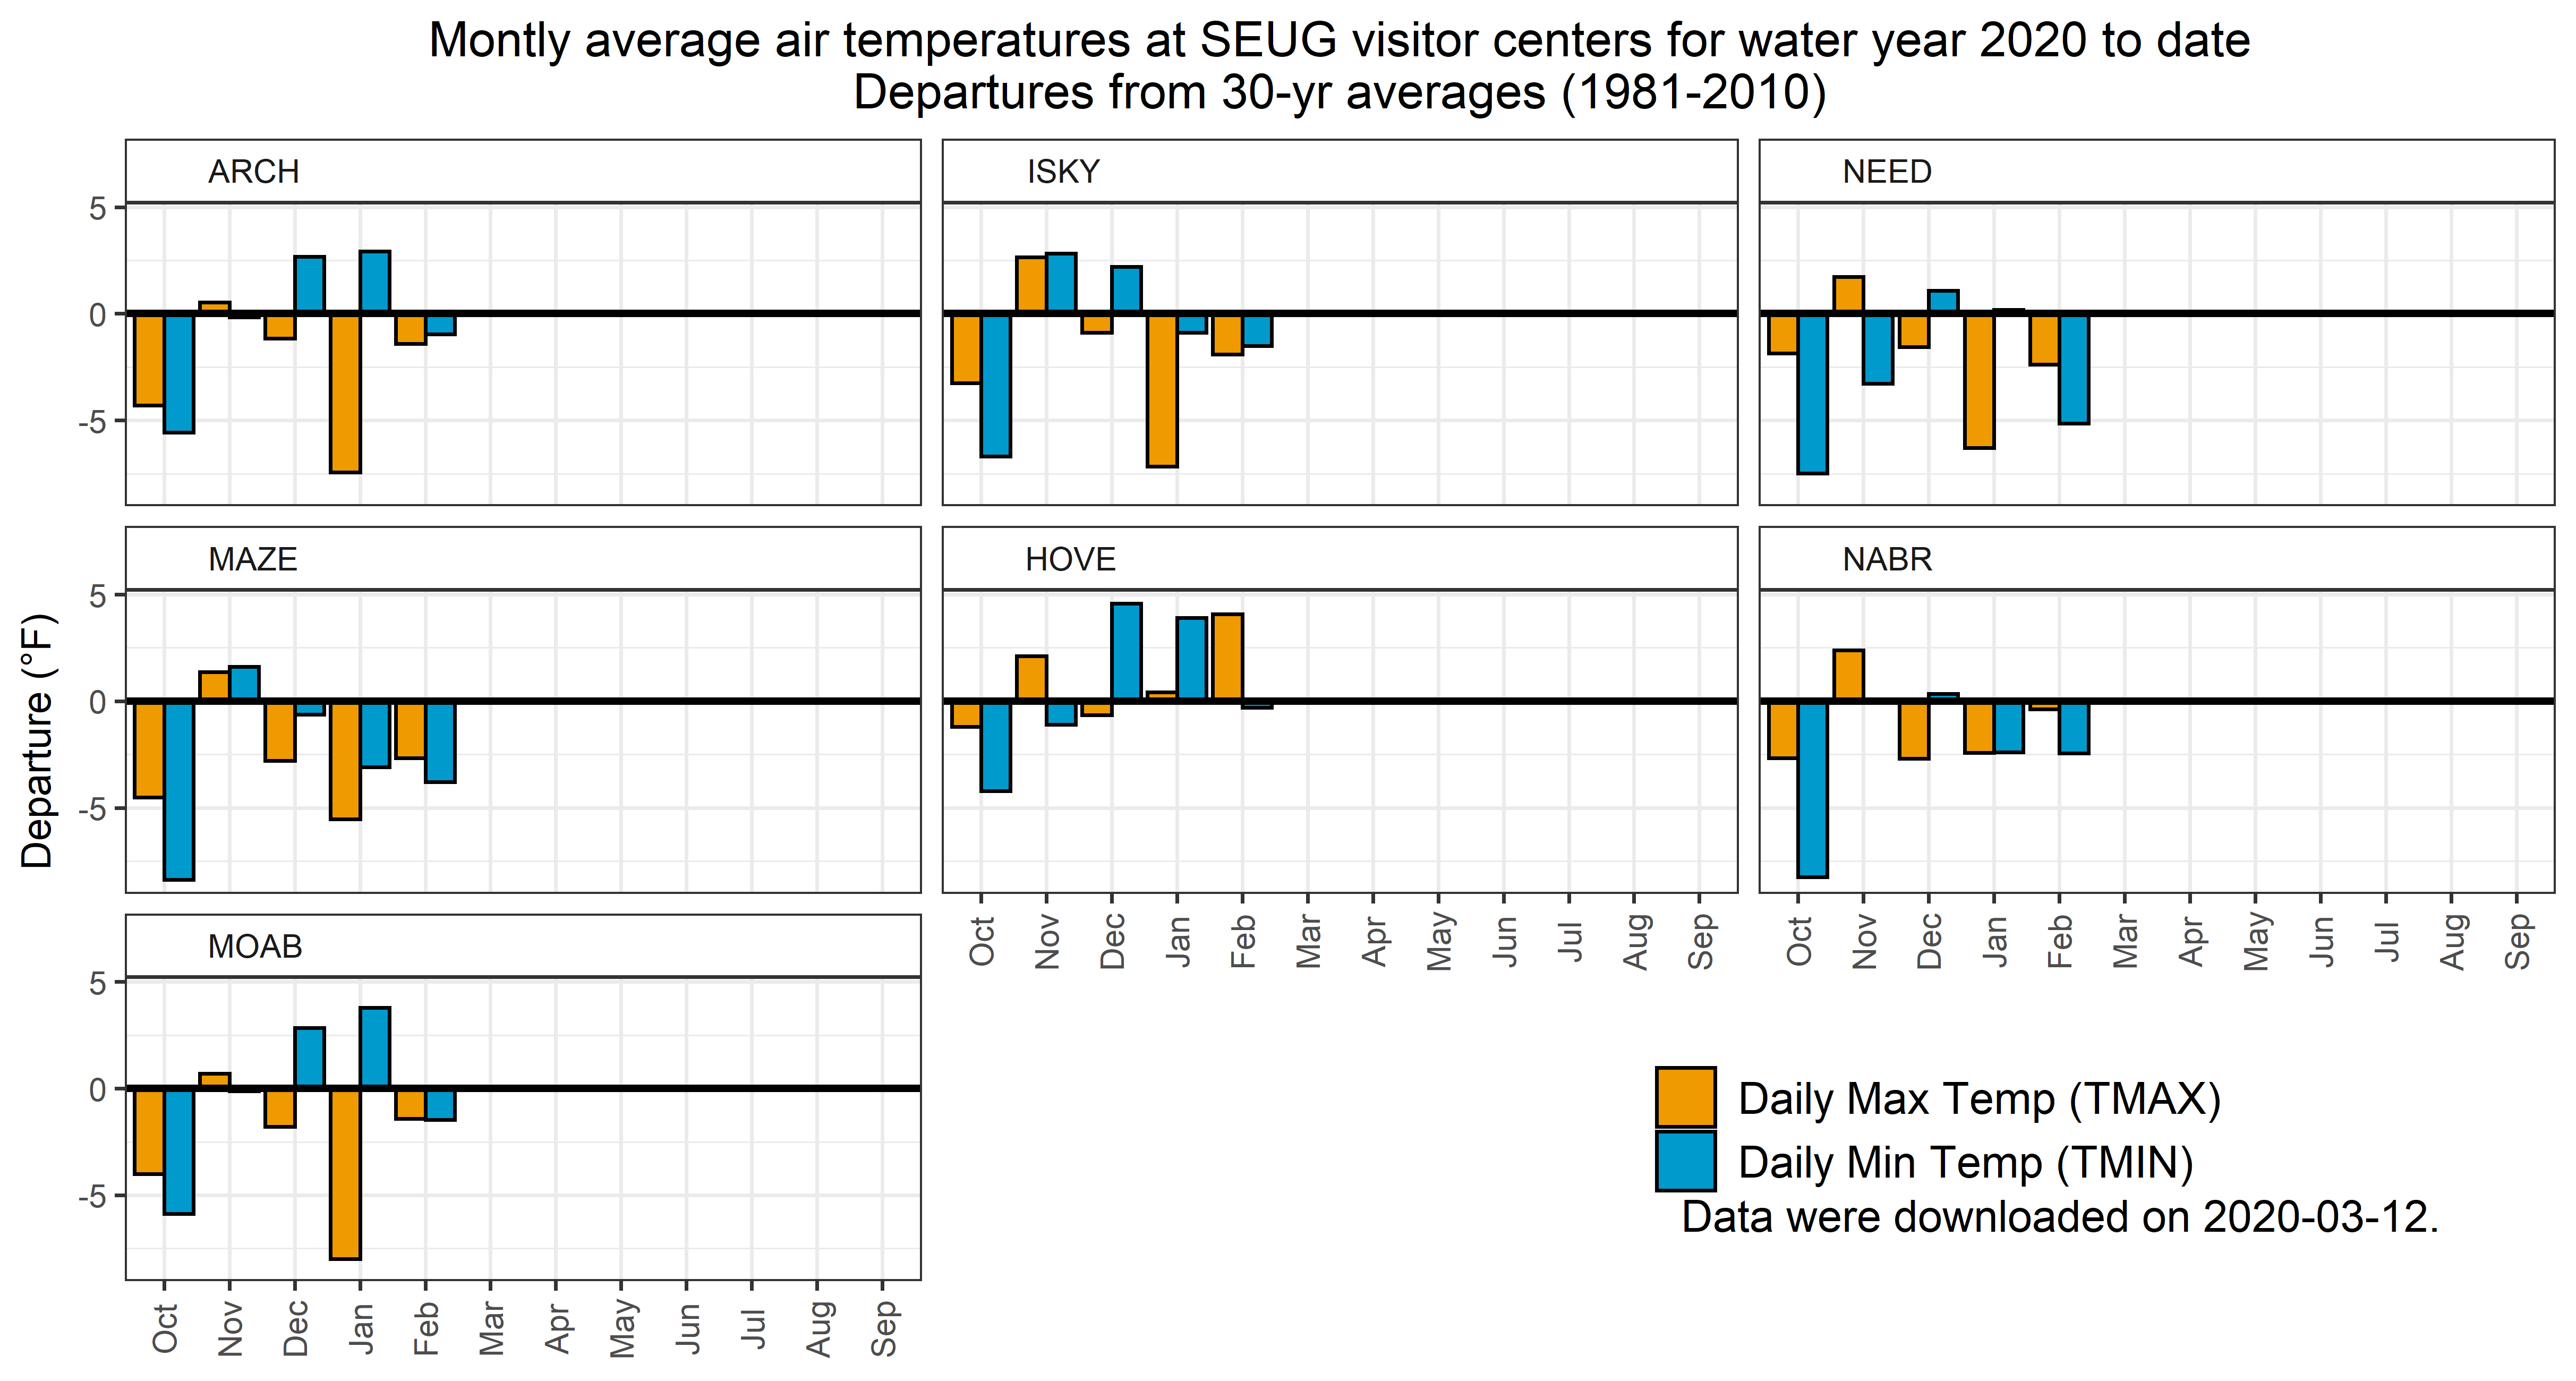 Montly average air temperatures at SEUG visitor centers for water year 2020 to date
Departures from 30-yr averages (1981-2010)
ARCH
ISKY
NEED
5
0
-5
MAZE
HOVE
NABR
5
0
-5
Departure (°F)
Oct Nov Dec Jan Feb Mar Apr May Jun Jul Aug Sep
Oct Nov Dec Jan Feb Mar Apr May Jun Jul Aug Sep
MOAB
5
0
-5
Oct Nov Dec Jan Feb Mar Apr May Jun Jul Aug Sep
Daily Max Temp (TMAX)
Daily Min Temp (TMIN)
Data were downloaded on 2020-03-12.